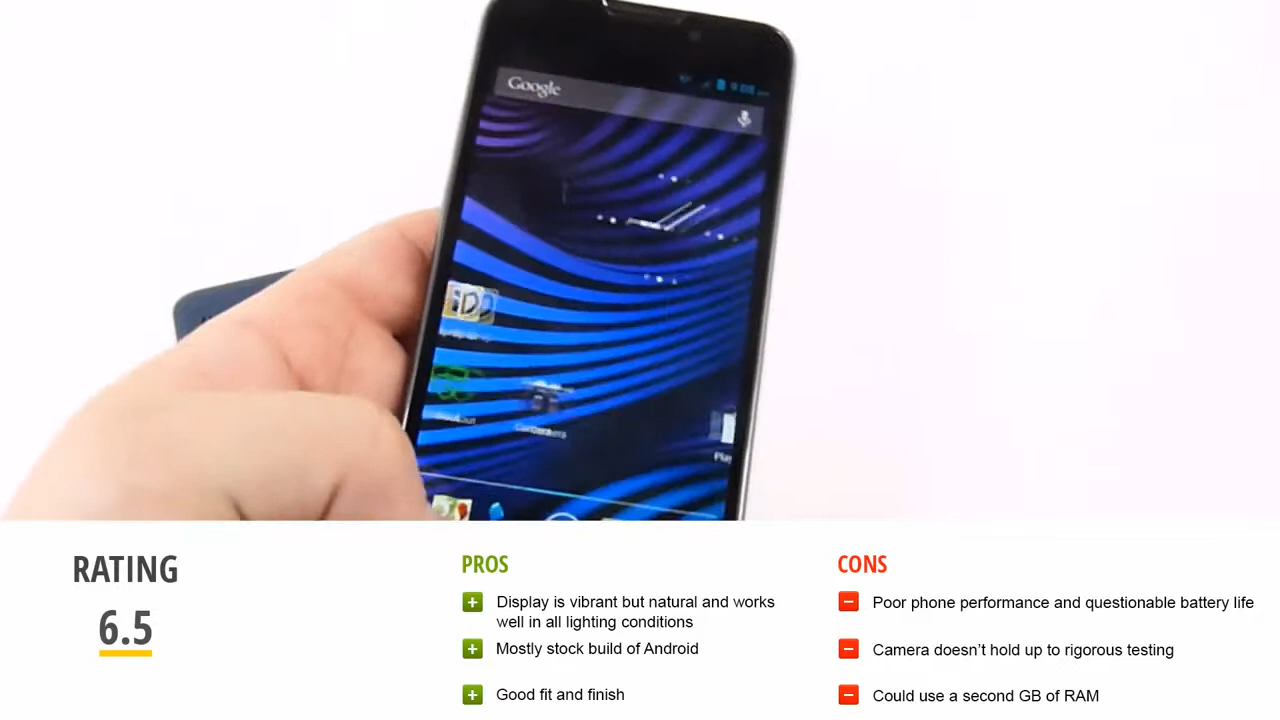 Google
9:05
RATING
6.5
PROS
Display is vibrant but natural and works
well in all lighting conditions
Mostly stock build of Android
Good fit and finish
CONS
Poor phone performance and questionable battery life
Camera doesn't hold up to rigorous testing
Could use a second GB of RAM